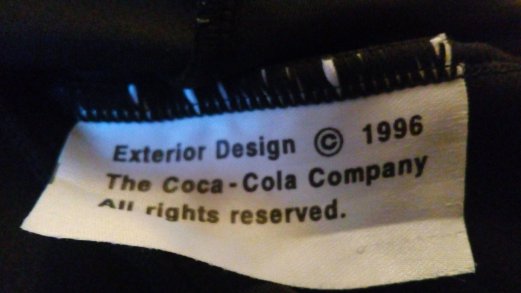 Exterior Design © 1996
The Coca-Cola Company
All rights reserved.